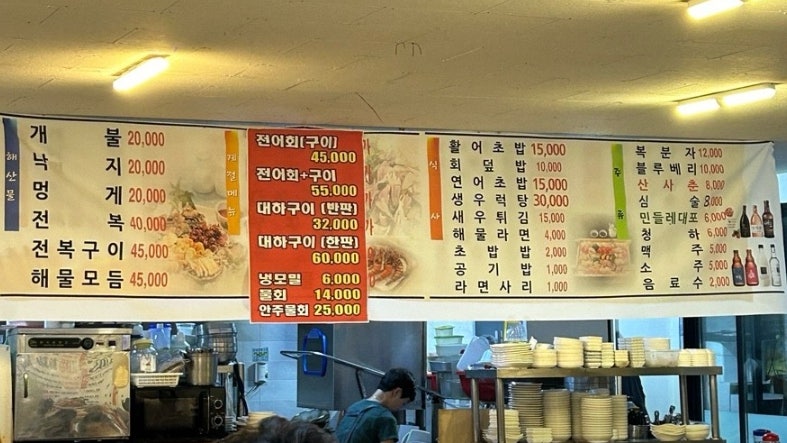 해산물
개불 20,000
낙지 20,000
멍게 20,000
전복 40,000
전복구이 45,000
해물모듬 45,000
계절메뉴
전어회(구이)
45,000
전어회+구이
55,000
대하구이 (반판)
32,000
대하구이 (한판)
60,000
냉모밀 6,000
물회 14,000
안주물회 25,000
식사
활어초밥 15,000
회덮밥 10,000
연어초밥 15,000
생우럭탕 30,000
새우튀김 15,000
해물라면 4,000
초밥밥 2,000
공기밥 1,000
라면사리 1,000
주류
복분자 12,000
블루베리 10,000
산사춘 8,000
심술 8,000
민들레대포 6,000
청하 6,000
맥주 5,000
소주 5,000
음료수 2,000